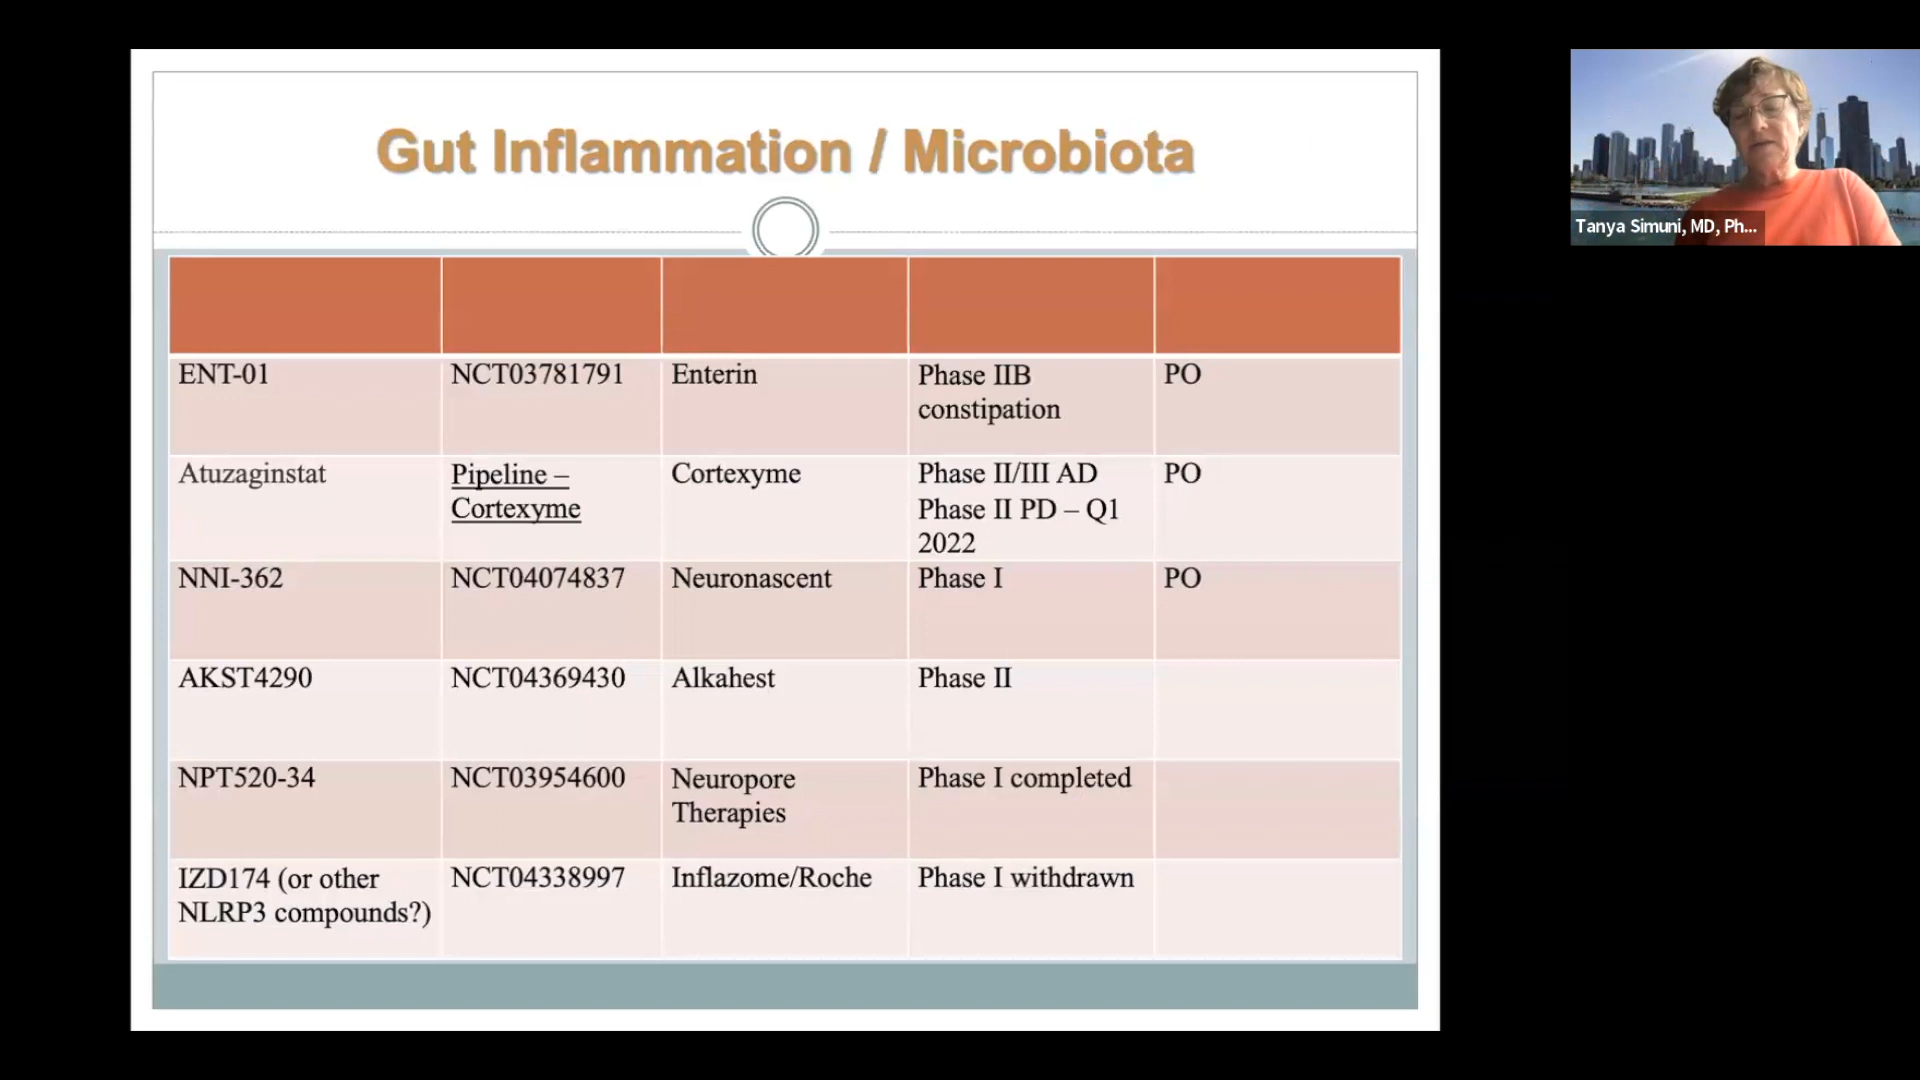 Gut Inflammation / Microbiota
Tanya Simuni, MD, Ph...
ENT-01 NCT03781791 Enterin Phase IIB PO
constipation
Atuzaginstat Pipeline – Cortexyme Phase II/III AD PO
Cortexyme Phase II PD – Q1
2022
NNI-362 NCT04074837 Neuronascent Phase I PO
AKST4290 NCT04369430 Alkahest Phase II
NPT520-34 NCT03954600 Neuropore Phase I completed
Therapies
IZD174 (or other NCT04338997 Inflazome/Roche Phase I withdrawn
NLRP3 compounds?)